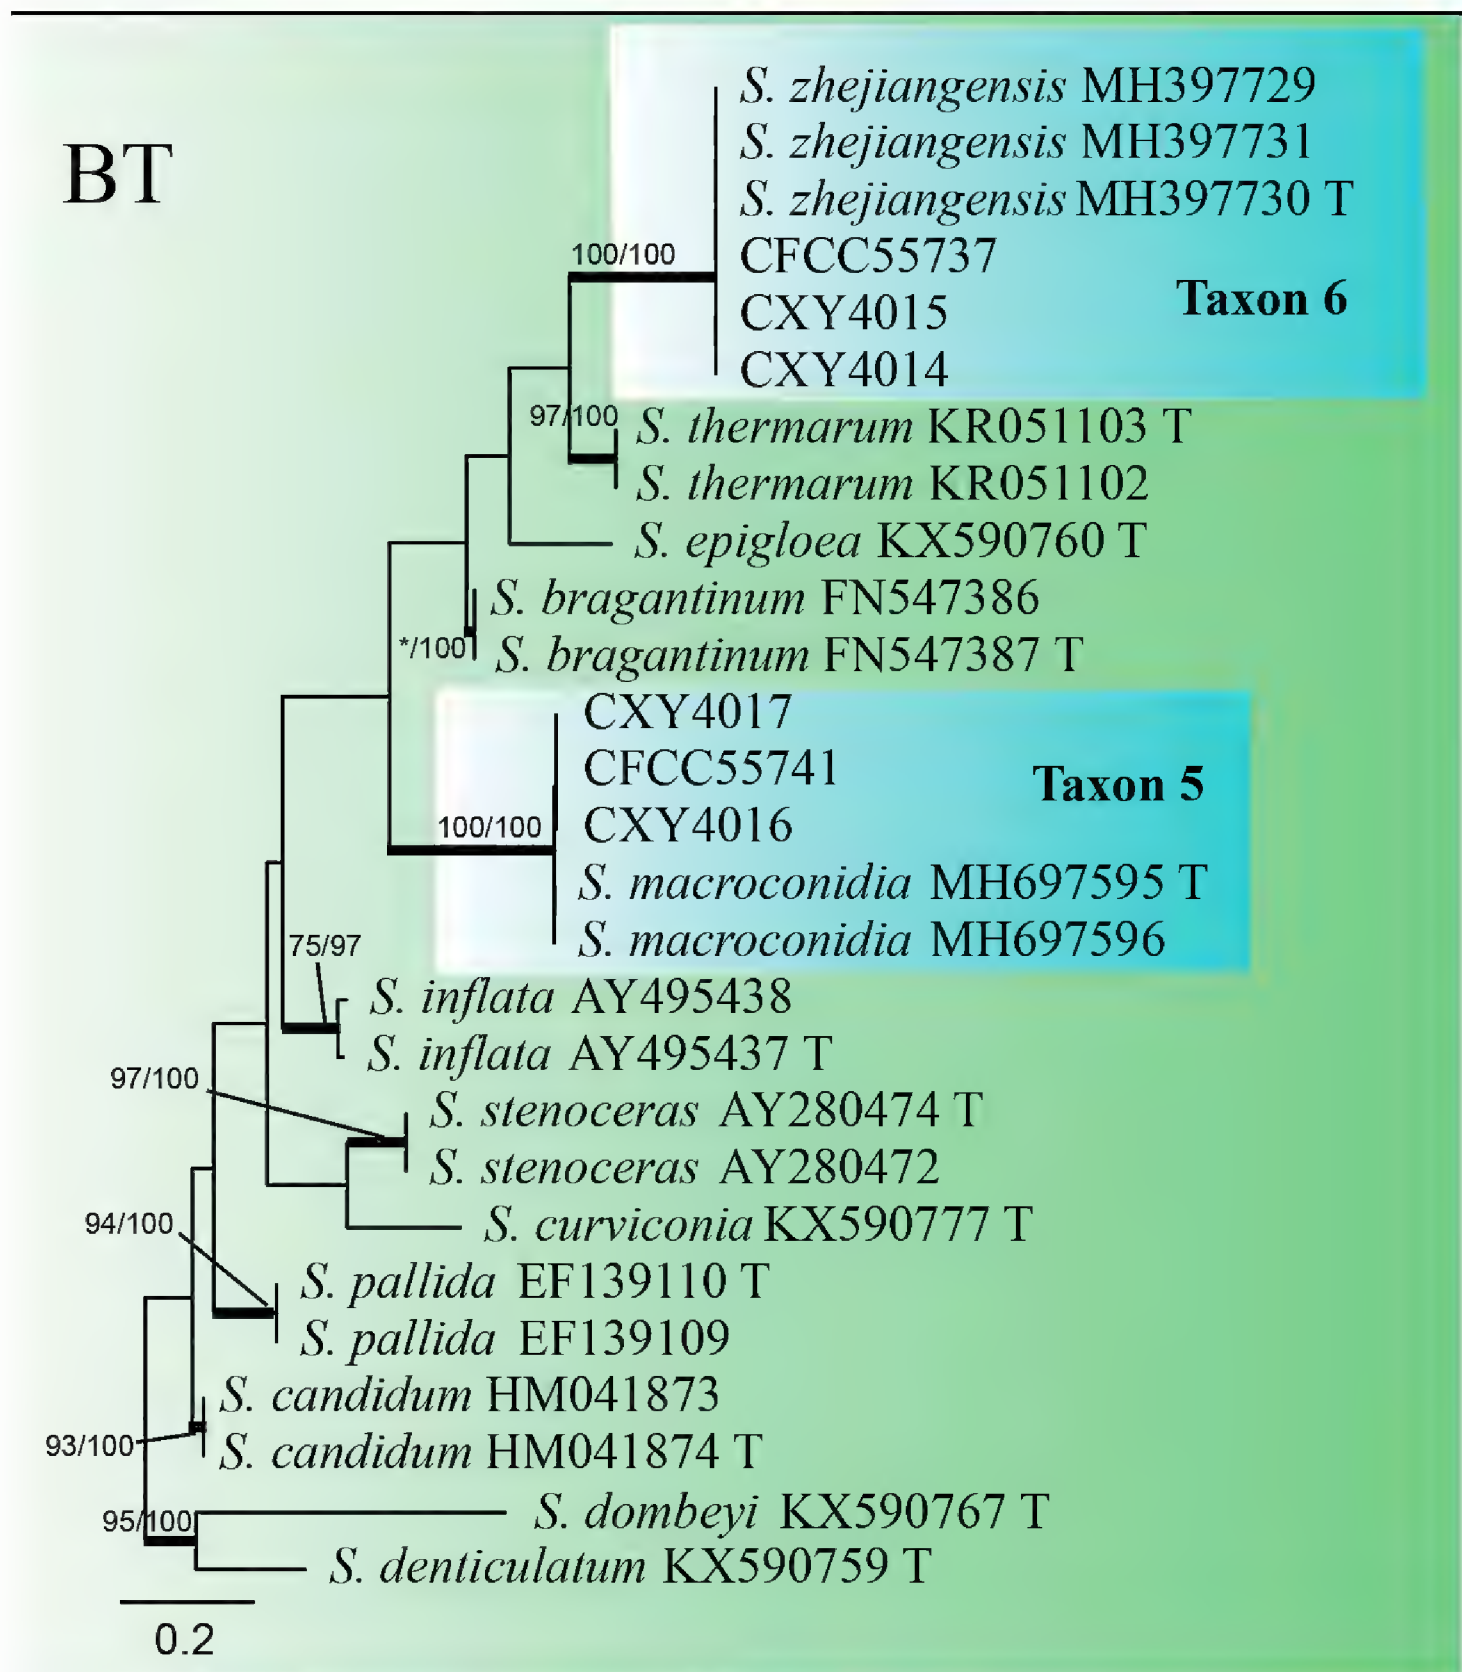 S. zhejiangensis MH397729
S. zhejiangensis MH397731
BT
S. zhejiangensis MH397730 T
100/100 CFCC55737
CXY4015 Taxon 6
CXY4014
97/100 S. thermarum KR051103 T
S. thermarum KR051102
S. epigloea KX590760 T
S. bragantinum FN547386
*/100 S. bragantinum FN547387 T
CXY4017
CFCC55741 Taxon 5
100/100 CXY4016
S. macroconidia MH697595 T
S. macroconidia MH697596
75/97
S. inflata AY495438
S. inflata AY495437 T
97/100
S. stenoceras AY280474 T
S. stenoceras AY280472
94/100 S. curviconia KX590777 T
S. pallida EF139110 T
S. pallida EF139109
S. candidum HM041873
93/100 S. candidum HM041874 T
95/100 S. dombeyi KX590767 T
S. denticulatum KX590759 T
0.2